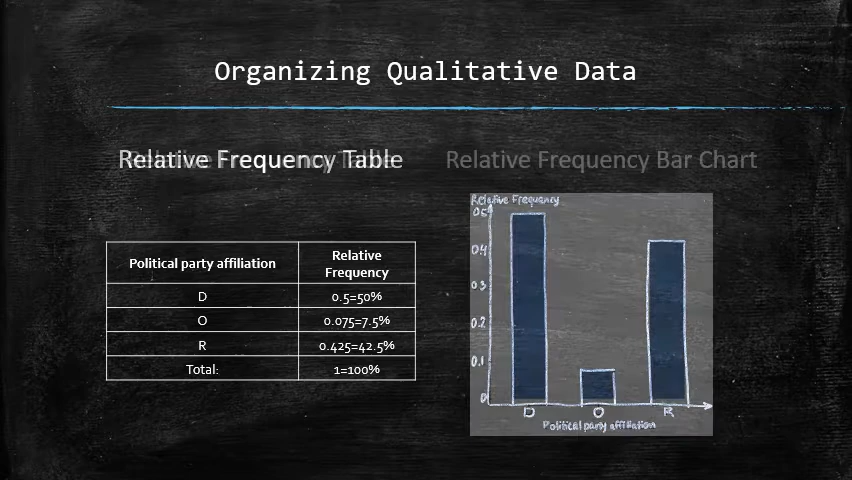 Organizing Qualitative Data
Relative Frequency Table
Relative Frequency Bar Chart
Political party affiliation
Relative
Frequency
D
0.5=50%
O
0.075=7.5%
R
0.425=42.5%
Total:
1=100%
Relative Frequency
0.5
0.4
0.3
0.2
0.1
0
D
O
R
Political party affiliation